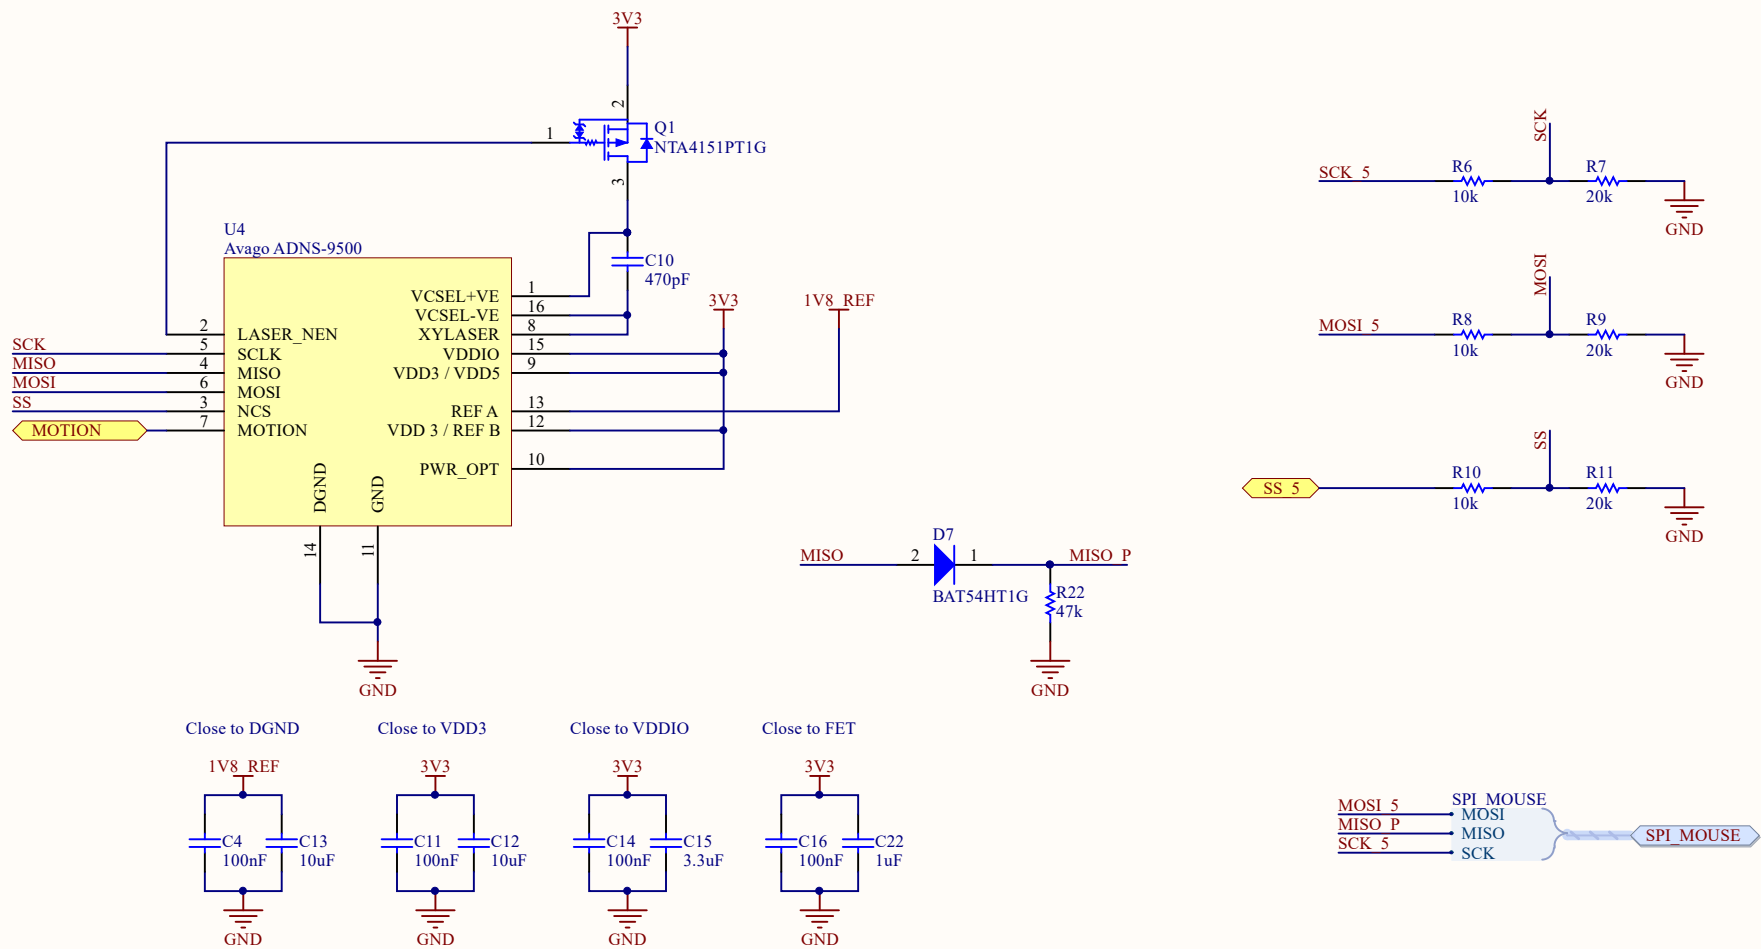 3V3
2
1
Q1
NTA4151PT1G
3
U4
Avago ADNS-9500
C10
470pF
VCSEL+VE 1
VCSEL-VE 16
XYLASER 8
VDDIO 15
VDD3 / VDD5 9
REF A 13
VDD 3 / REF B 12
PWR_OPT 10
3V3
1V8_REF
2 LASER_NEN
SCK 5 SCLK
MISO 4 MISO
MOSI 6 MOSI
SS 3 NCS
MOTION 7 MOTION
DGND
GND
14
11
GND
SCK
SCK_5
R6
10k
R7
20k
GND
MOSI
MOSI_5
R8
10k
R9
20k
GND
SS
SS_5
R10
10k
R11
20k
GND
D7
MISO 2 1 MISO_P
BAT54HT1G
R22
47k
GND
Close to DGND
1V8_REF
C4
100nF
C13
10uF
GND
Close to VDD3
3V3
C11
100nF
C12
10uF
GND
Close to VDDIO
3V3
C14
100nF
C15
3.3uF
GND
Close to FET
3V3
C16
100nF
C22
1uF
GND
SPI_MOUSE
MOSI_5 MOSI
MISO_P MISO
SCK_5 SCK
SPI_MOUSE